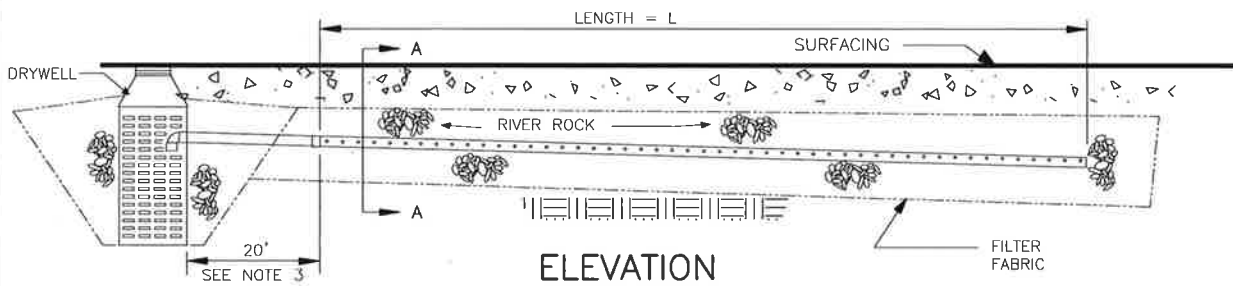 LENGTH = L
A
SURFACING
DRYWELL
RIVER ROCK
A
20'
SEE NOTE 3
ELEVATION
FILTER
FABRIC